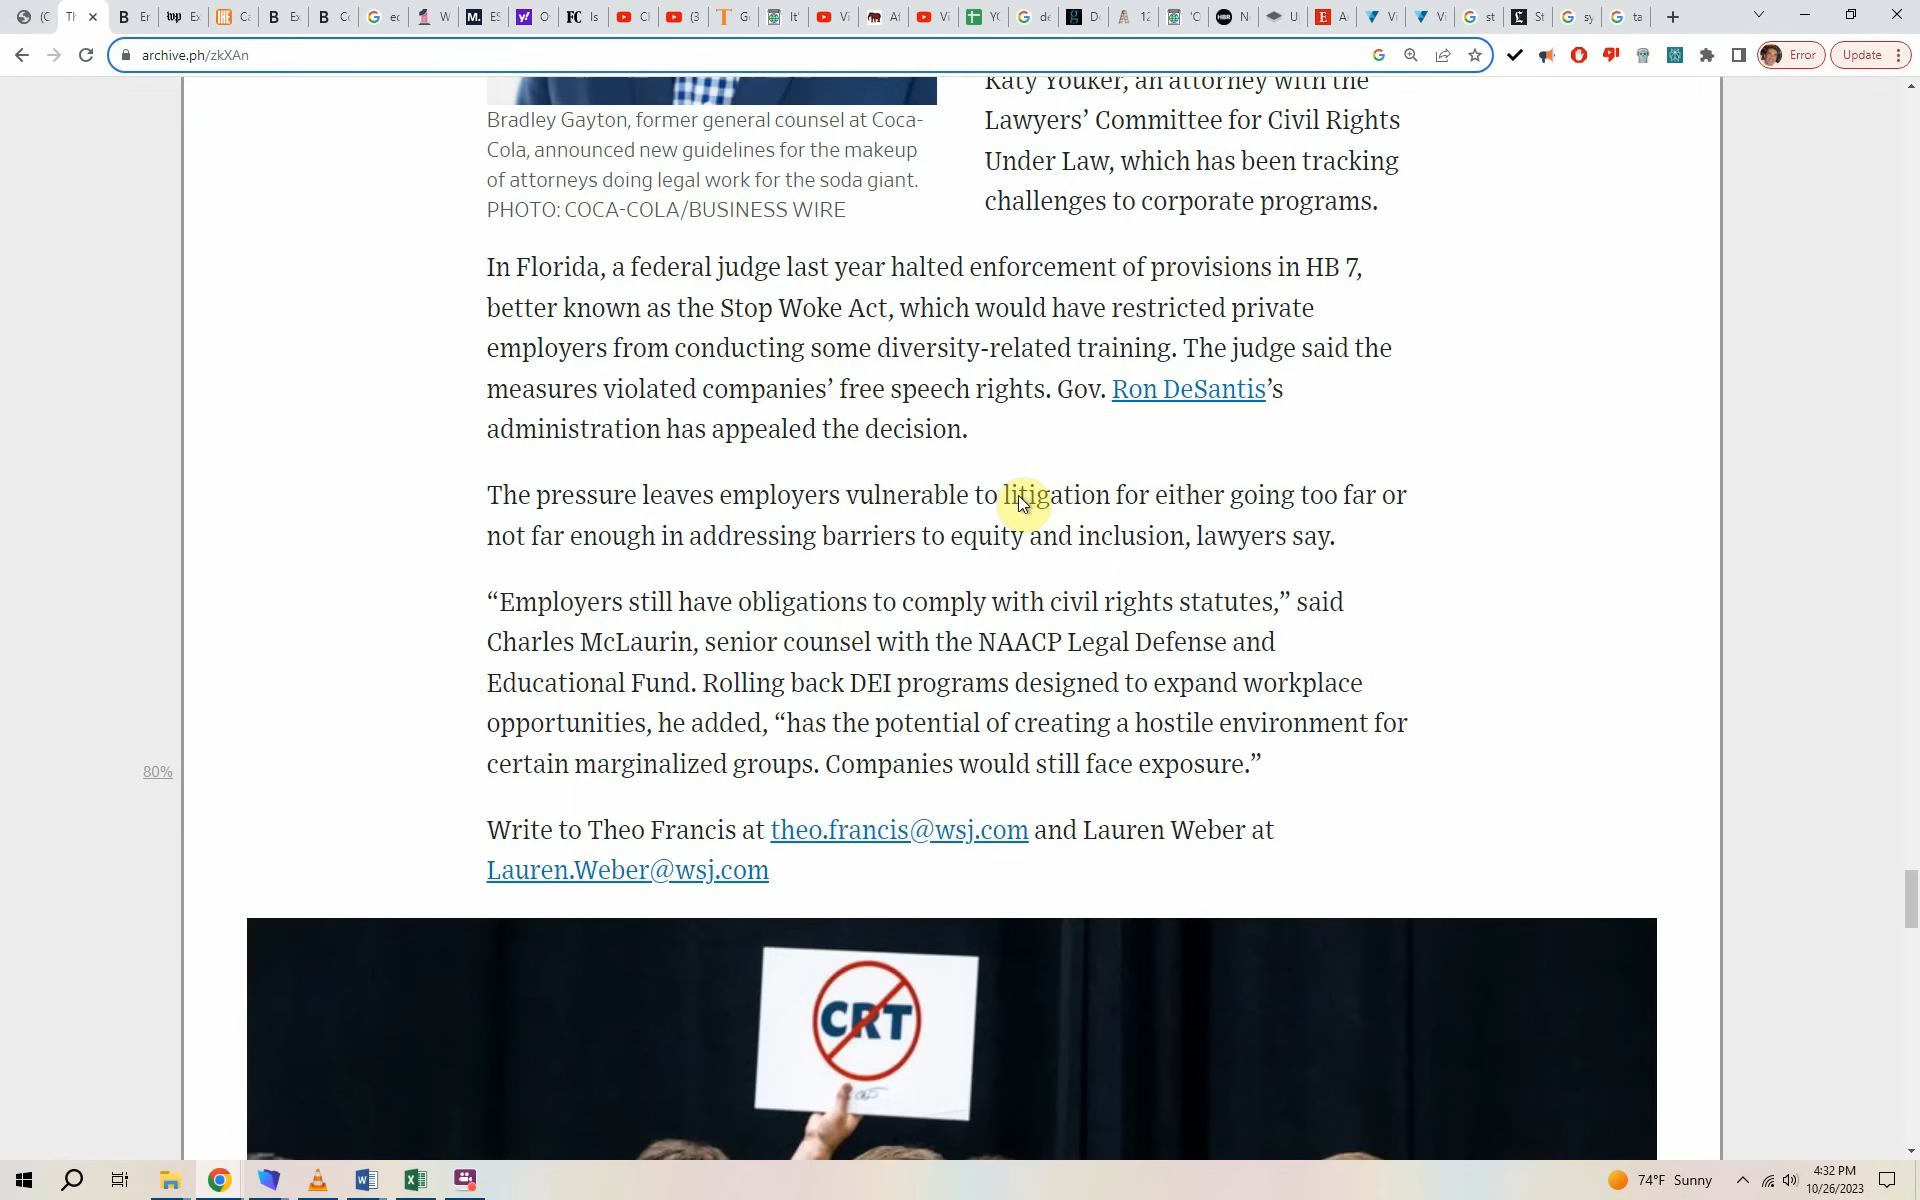 archive.ph/zkXAn
Error
Update
Katy Youker, an attorney with the
Lawyers’ Committee for Civil Rights
Under Law, which has been tracking
challenges to corporate programs.
Bradley Gayton, former general counsel at Coca-
Cola, announced new guidelines for the makeup
of attorneys doing legal work for the soda giant.
PHOTO: COCA-COLA/BUSINESS WIRE
In Florida, a federal judge last year halted enforcement of provisions in HB 7,
better known as the Stop Woke Act, which would have restricted private
employers from conducting some diversity-related training. The judge said the
measures violated companies’ free speech rights. Gov. Ron DeSantis’s
administration has appealed the decision.
The pressure leaves employers vulnerable to litigation for either going too far or
not far enough in addressing barriers to equity and inclusion, lawyers say.
“Employers still have obligations to comply with civil rights statutes,” said
Charles McLaurin, senior counsel with the NAACP Legal Defense and
Educational Fund. Rolling back DEI programs designed to expand workplace
opportunities, he added, “has the potential of creating a hostile environment for
certain marginalized groups. Companies would still face exposure.”
80%
Write to Theo Francis at theo.francis@wsj.com and Lauren Weber at
Lauren.Weber@wsj.com
CRT
74°F Sunny
4:32 PM
10/26/2023